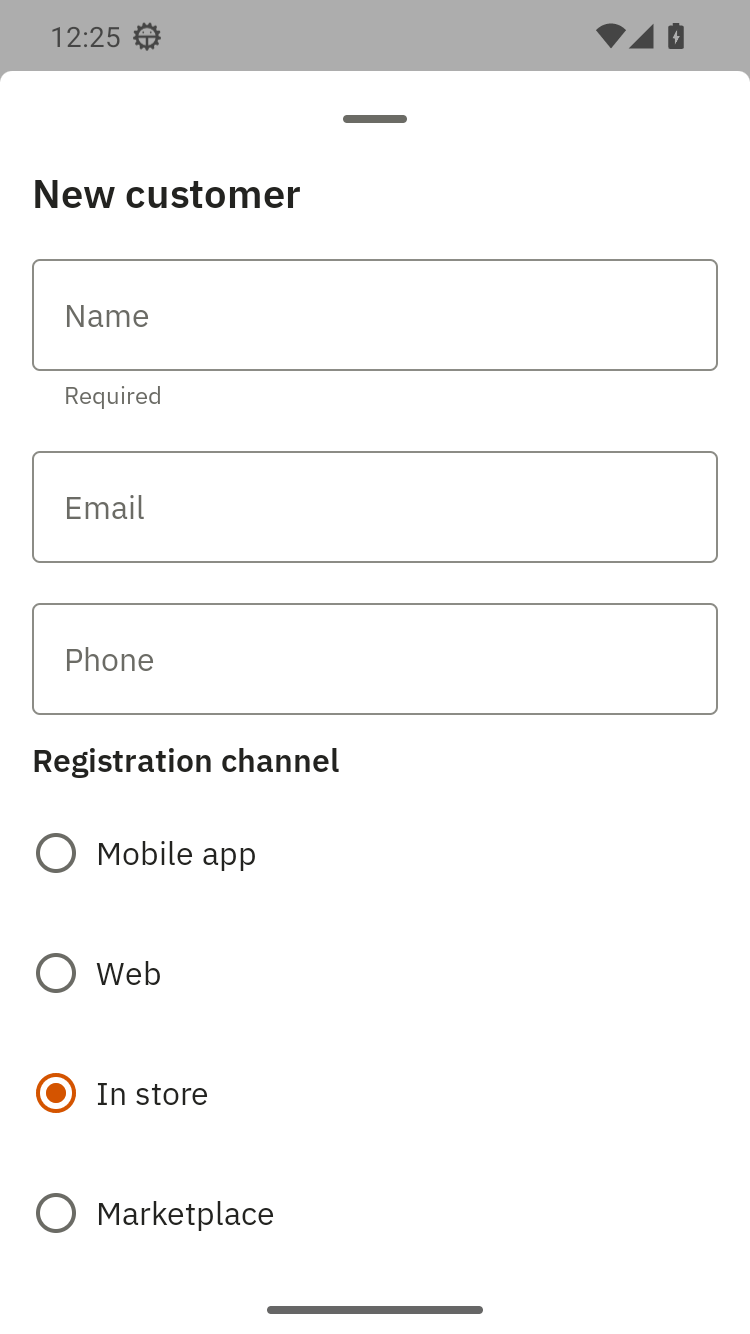 12:25
New customer
Name
Required
Email
Phone
Registration channel
Mobile app
Web
In store
Marketplace